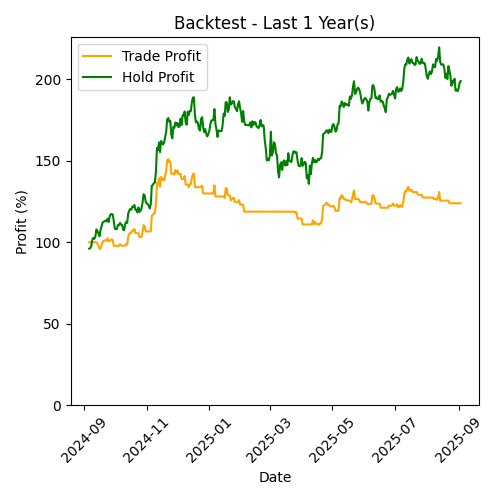 Backtest - Last 1 Year(s)
Trade Profit
Hold Profit
Profit (%)
200
150
100
50
0
2024-09
2024-11
2025-01
2025-03
2025-05
2025-07
2025-09
Date